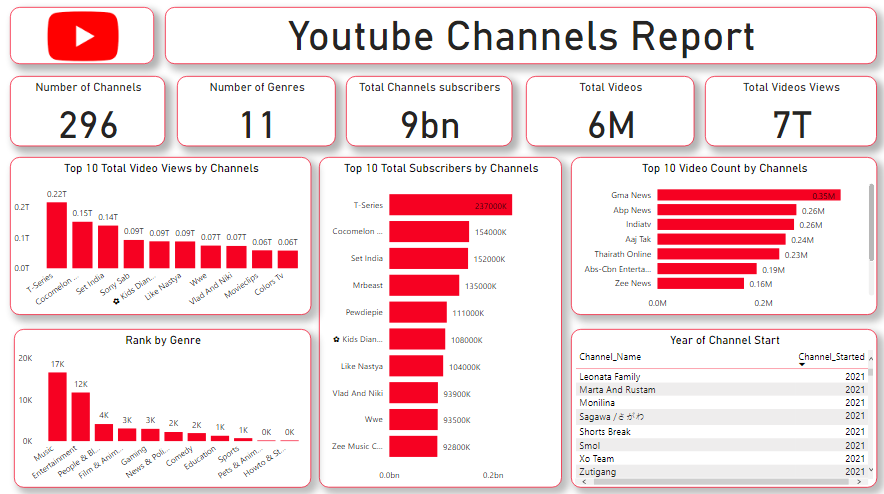 Youtube Channels Report
Number of Channels
296
Number of Genres
11
Total Channels subscribers
9bn
Total Videos
6M
Total Videos Views
7T
Top 10 Total Video Views by Channels
0.2T
0.1T
0.0T
0.22T
0.15T
0.14T
0.09T
0.09T
0.09T
0.07T
0.07T
0.06T
0.06T
T-Series
Cocomelon ...
Set India
Sony Sab
✿ Kids Dian...
Like Nastya
Wwe
Vlad And Niki
Movieclips
Colors Tv
Top 10 Total Subscribers by Channels
T-Series 237000K
Cocomelon ... 154000K
Set India 152000K
Mrbeast 135000K
Pewdiepie 111000K
✿ Kids Dian... 108000K
Like Nastya 104000K
Vlad And Niki 93900K
Wwe 93500K
Zee Music C... 92800K
0.0bn 0.2bn
Top 10 Video Count by Channels
Gma News 0.35M
Abp News 0.26M
Indiatv 0.26M
Aaj Tak 0.24M
Thairath Online 0.23M
Abs-Cbn Enterta... 0.19M
Zee News 0.16M
0.0M 0.2M
Rank by Genre
20K
10K
0K
17K
12K
4K
3K
3K
2K
2K
1K
1K
0K
0K
Music
Entertainment
People & Bl...
Film & Anim...
Gaming
News & Poli...
Comedy
Education
Sports
Pets & Anim...
Howto & St...
Year of Channel Start
Channel_Name Channel_Started
Leonata Family 2021
Marta And Rustam 2021
Monilina 2021
Sagawa /さがわ 2021
Shorts Break 2021
Smol 2021
Xo Team 2021
Zutigang 2021